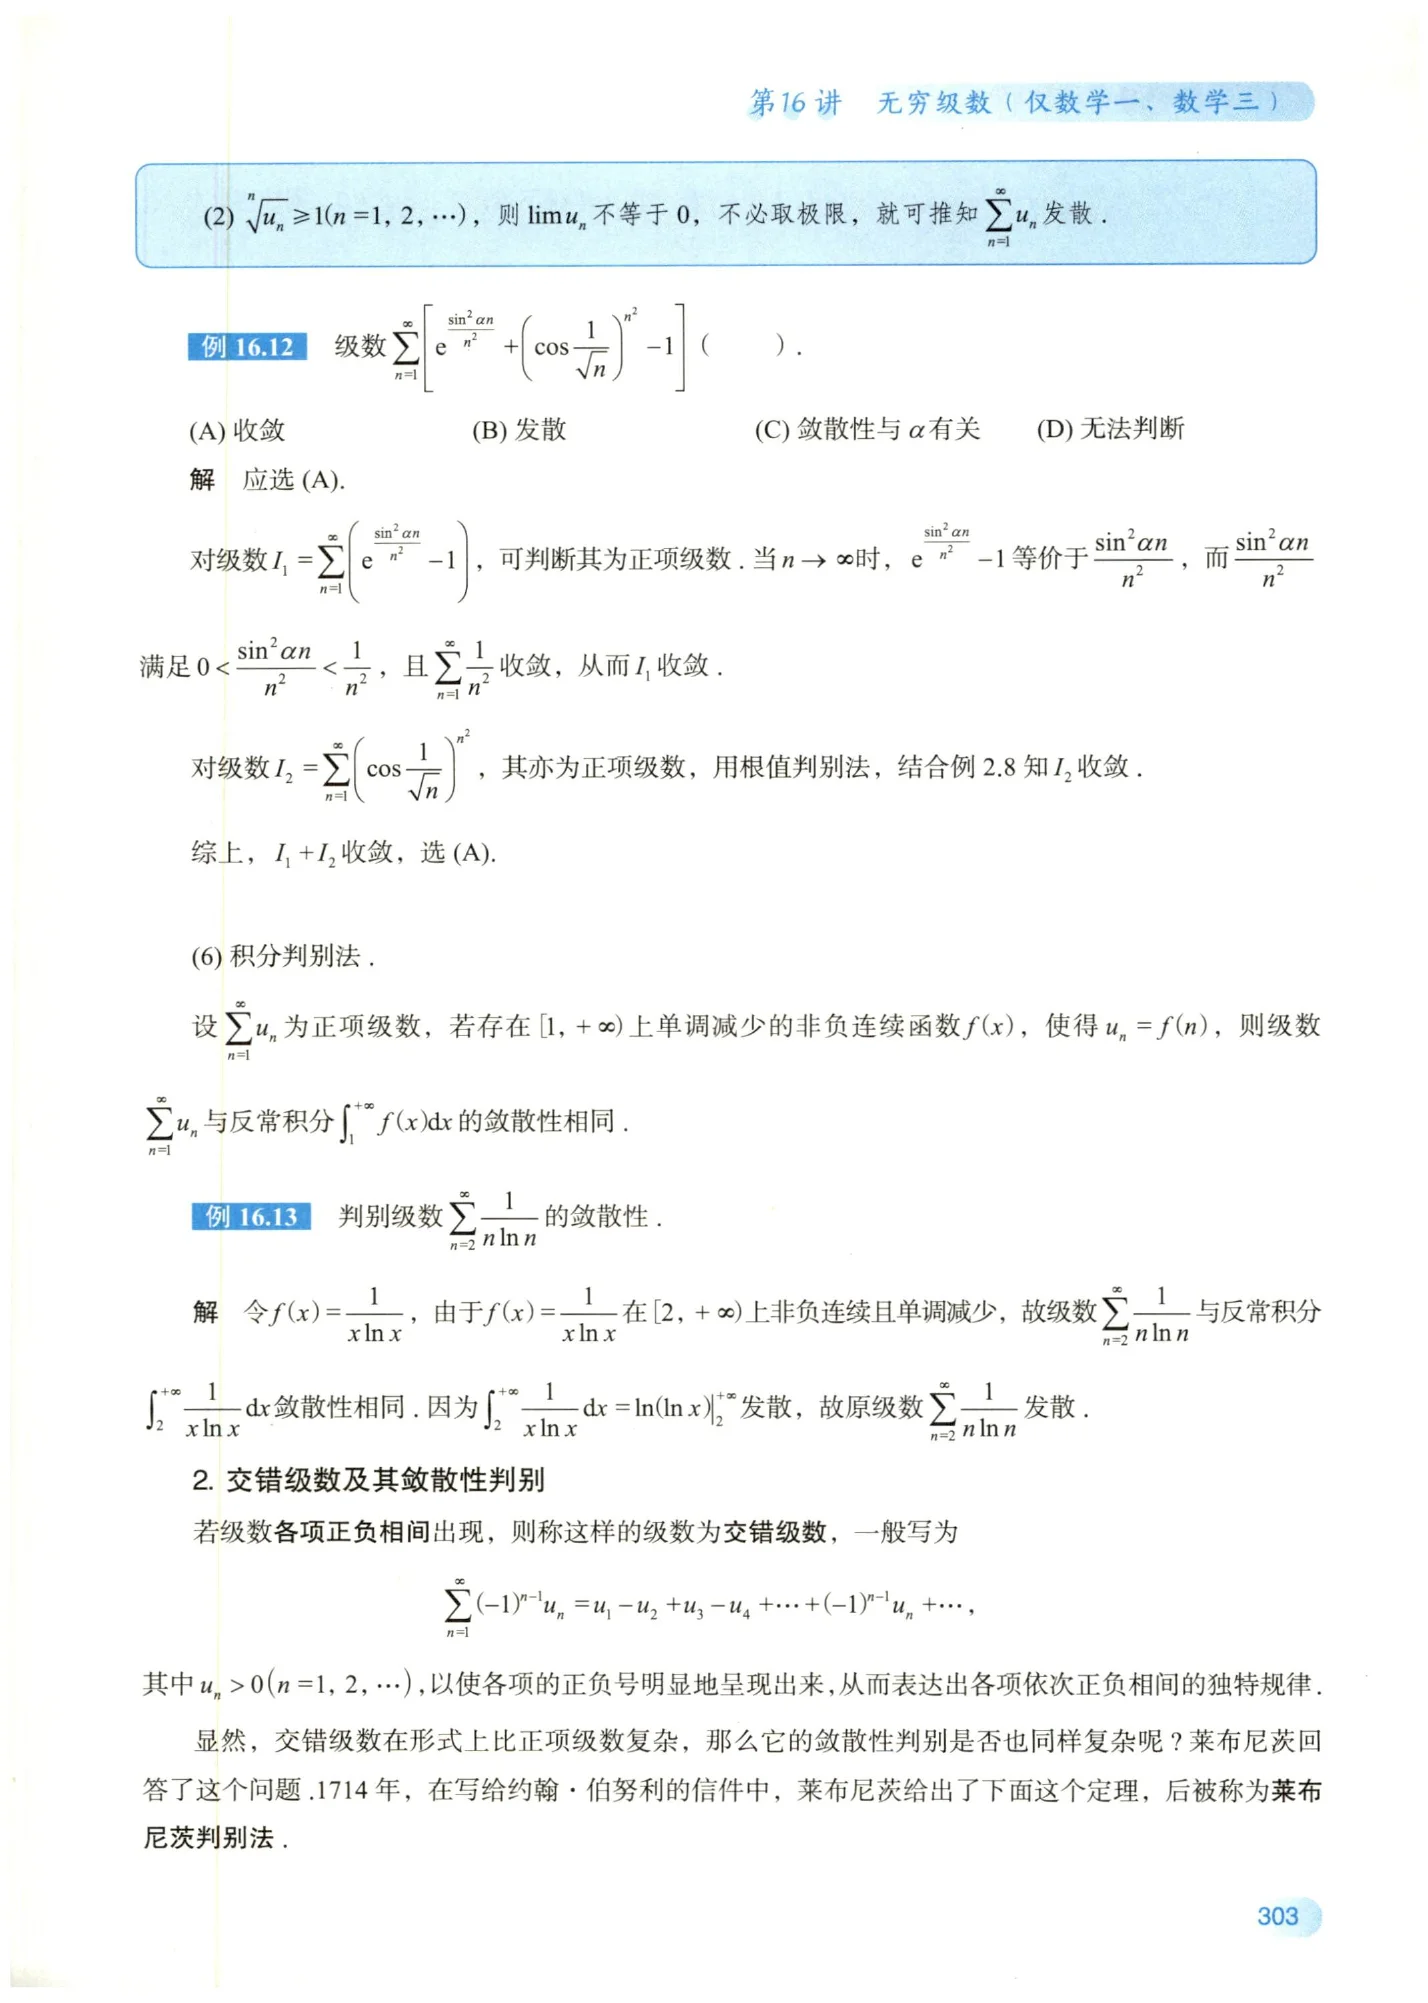 第16讲 无穷级数(仅数学一、数学三)
(2) $\sqrt[n]{u_n} \geq 1(n=1, 2, \cdots)$，则 $\lim u_n$ 不等于 0，不必取极限，就可推知 $\sum_{n=1}^{\infty} u_n$ 发散．
例 16.12 级数 $\sum_{n=1}^{\infty}\left[e^{\frac{\sin^2 \alpha n}{n^2}}+\left(\cos\frac{1}{\sqrt{n}}\right)^{n^2}-1\right]$ ( )．
(A) 收敛 (B) 发散 (C) 敛散性与 α 有关 (D) 无法判断
解 应选 (A).
对级数 $I_1=\sum_{n=1}^{\infty}\left(e^{\frac{\sin^2 \alpha n}{n^2}}-1\right)$，可判断其为正项级数．当 $n \to \infty$ 时，$e^{\frac{\sin^2 \alpha n}{n^2}}-1$ 等价于 $\frac{\sin^2 \alpha n}{n^2}$，而 $\frac{\sin^2 \alpha n}{n^2}$
满足 $0<\frac{\sin^2 \alpha n}{n^2}<\frac{1}{n^2}$，且 $\sum_{n=1}^{\infty}\frac{1}{n^2}$ 收敛，从而 $I_1$ 收敛．
对级数 $I_2=\sum_{n=1}^{\infty}\left(\cos\frac{1}{\sqrt{n}}\right)^{n^2}$，其亦为正项级数，用根值判别法，结合例 2.8 知 $I_2$ 收敛．
综上，$I_1+I_2$ 收敛，选 (A).
(6) 积分判别法．
设 $\sum_{n=1}^{\infty} u_n$ 为正项级数，若存在 $[1, +\infty)$ 上单调减少的非负连续函数 $f(x)$，使得 $u_n=f(n)$，则级数
$\sum_{n=1}^{\infty} u_n$ 与反常积分 $\int_1^{+\infty} f(x)dx$ 的敛散性相同．
例 16.13 判别级数 $\sum_{n=2}^{\infty}\frac{1}{n\ln n}$ 的敛散性．
解 令 $f(x)=\frac{1}{x\ln x}$，由于 $f(x)=\frac{1}{x\ln x}$ 在 $[2, +\infty)$ 上非负连续且单调减少，故级数 $\sum_{n=2}^{\infty}\frac{1}{n\ln n}$ 与反常积分
$\int_2^{+\infty}\frac{1}{x\ln x}dx$ 敛散性相同．因为 $\int_2^{+\infty}\frac{1}{x\ln x}dx=\ln(\ln x)|_2^{+\infty}$ 发散，故原级数 $\sum_{n=2}^{\infty}\frac{1}{n\ln n}$ 发散．
2. 交错级数及其敛散性判别
若级数各项正负相间出现，则称这样的级数为交错级数，一般写为
$\sum_{n=1}^{\infty}(-1)^{n-1}u_n=u_1-u_2+u_3-u_4+\cdots+(-1)^{n-1}u_n+\cdots,$
其中 $u_n>0(n=1, 2, \cdots)$，以使各项的正负号明显地呈现出来，从而表达出各项依次正负相间的独特规律．
显然，交错级数在形式上比正项级数复杂，那么它的敛散性判别是否也同样复杂呢？莱布尼茨回
答了这个问题．1714 年，在写给约翰·伯努利的信件中，莱布尼茨给出了下面这个定理，后被称为莱布
尼茨判别法．
303